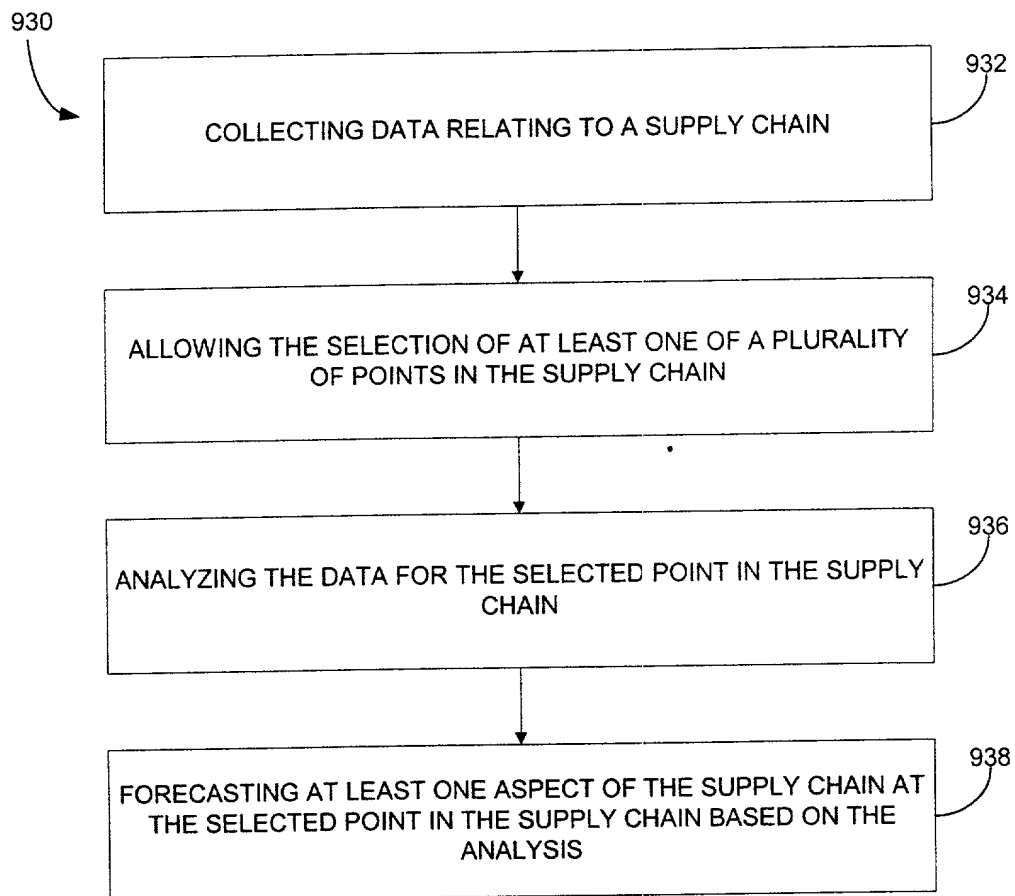 930
932
COLLECTING DATA RELATING TO A SUPPLY CHAIN
934
ALLOWING THE SELECTION OF AT LEAST ONE OF A PLURALITY
OF POINTS IN THE SUPPLY CHAIN
936
ANALYZING THE DATA FOR THE SELECTED POINT IN THE SUPPLY
CHAIN
938
FORECASTING AT LEAST ONE ASPECT OF THE SUPPLY CHAIN AT
THE SELECTED POINT IN THE SUPPLY CHAIN BASED ON THE
ANALYSIS